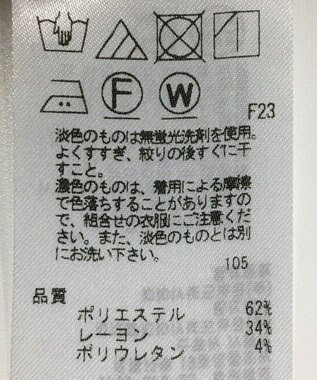 F W
F23
淡色のものは無蛍光洗剤を使用。
よくすすぎ、絞りの後すぐに干
すこと。
濃色のものは、着用による摩擦
で色落ちすることがありますの
で、組合せの衣服にご注意くださ
い。また、淡色のものとは別
にお洗い下さい。
105
品質
ポリエステル 62%
レーヨン 34%
ポリウレタン 4%